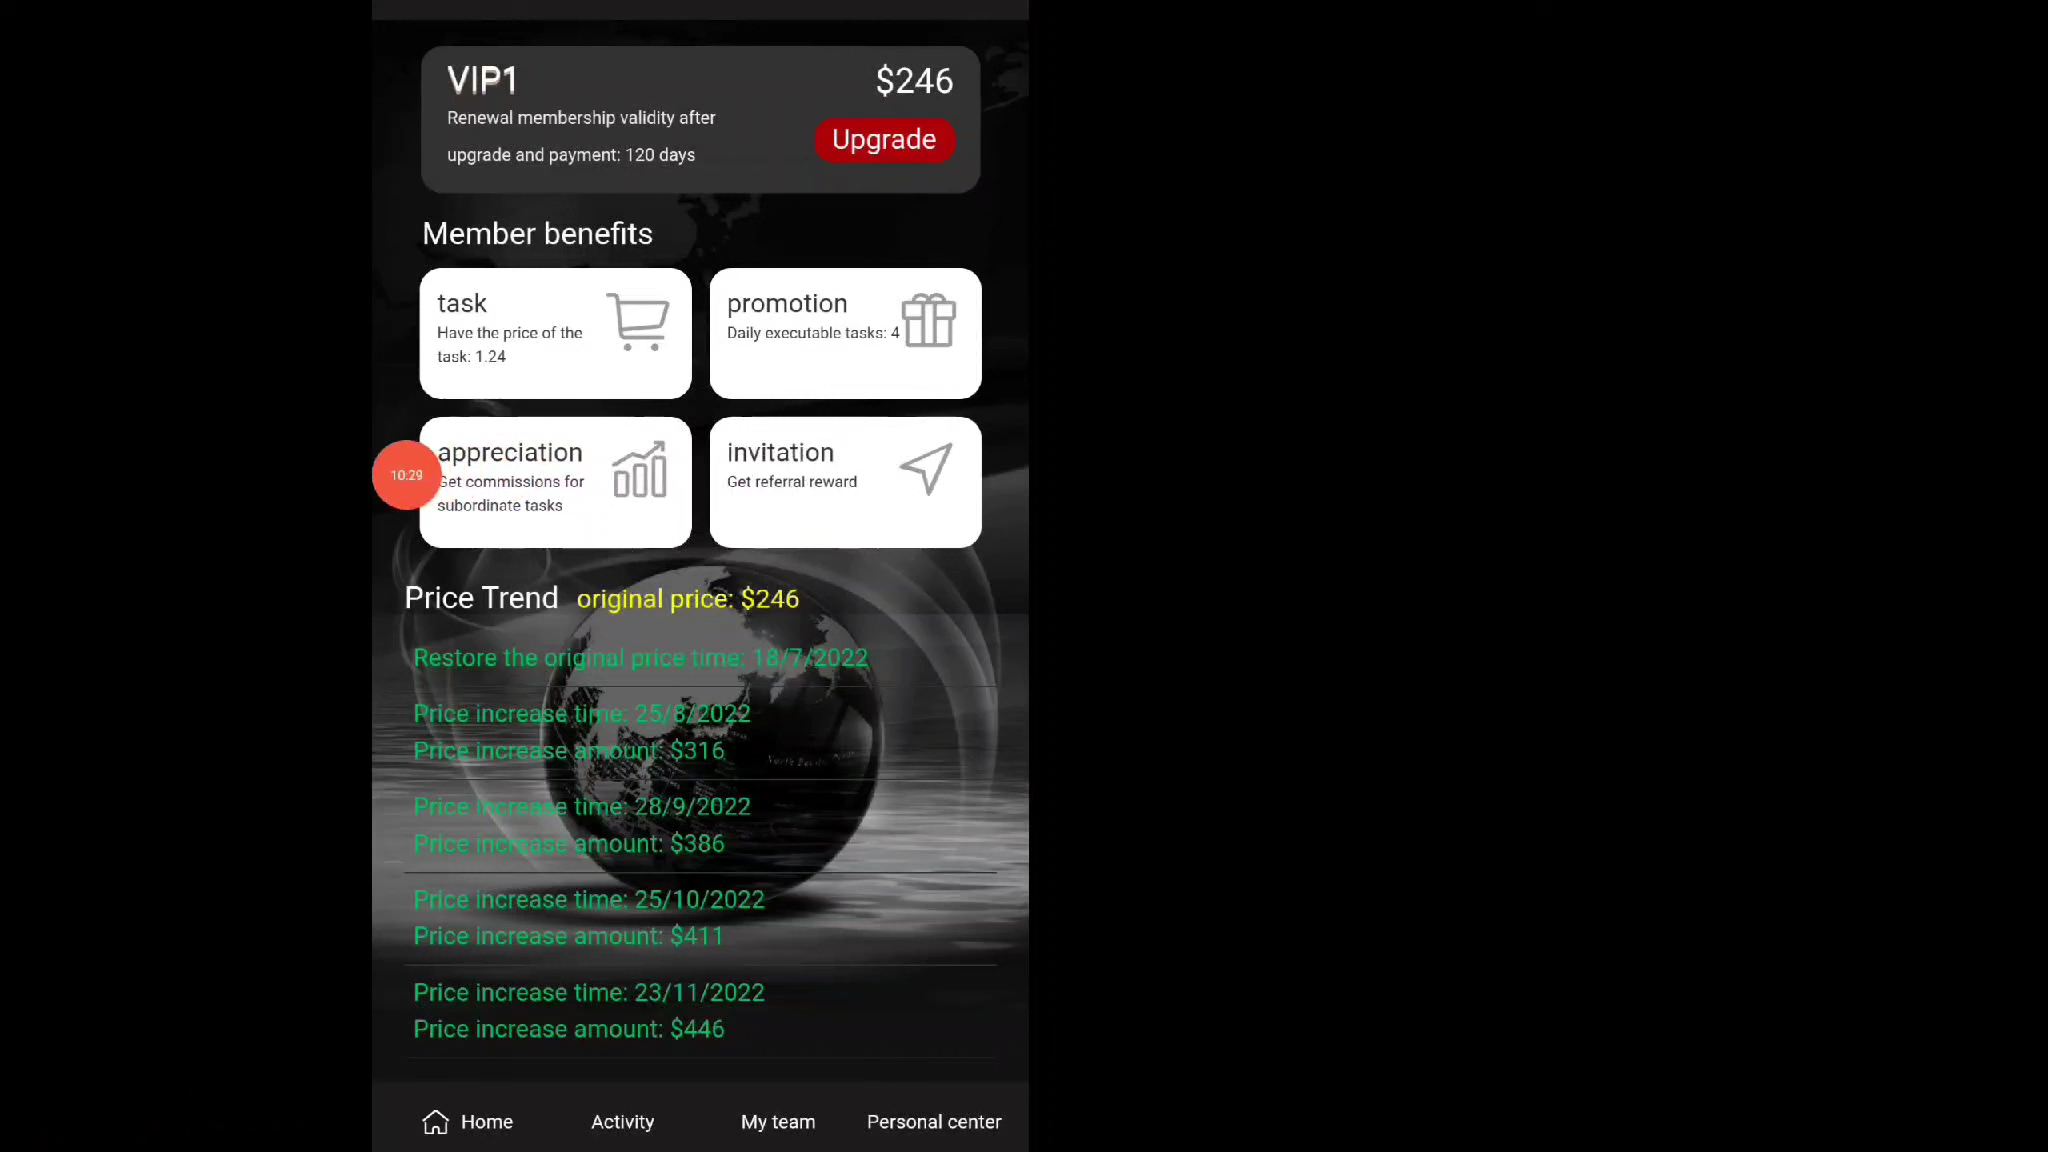 VIP1
$246
Renewal membership validity after
upgrade and payment: 120 days
Upgrade
Member benefits
task
Have the price of the
task: 1.24
promotion
Daily executable tasks: 4
10:29
appreciation
Get commissions for
subordinate tasks
invitation
Get referral reward
Price Trend original price: $246
Restore the original price time: 18/7/2022
Price increase time: 25/8/2022
Price increase amount: $316
Price increase time: 28/9/2022
Price increase amount: $386
Price increase time: 25/10/2022
Price increase amount: $411
Price increase time: 23/11/2022
Price increase amount: $446
Home
Activity
My team
Personal center